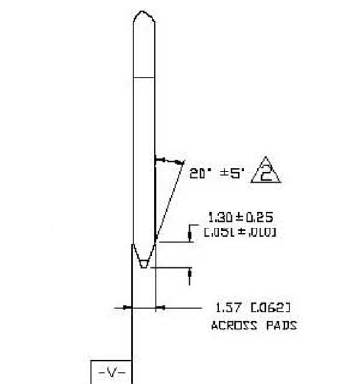 20° ±5° 2
1.30±0.25
[.051±.010]
1.57 [.062]
ACROSS PADS
-V-